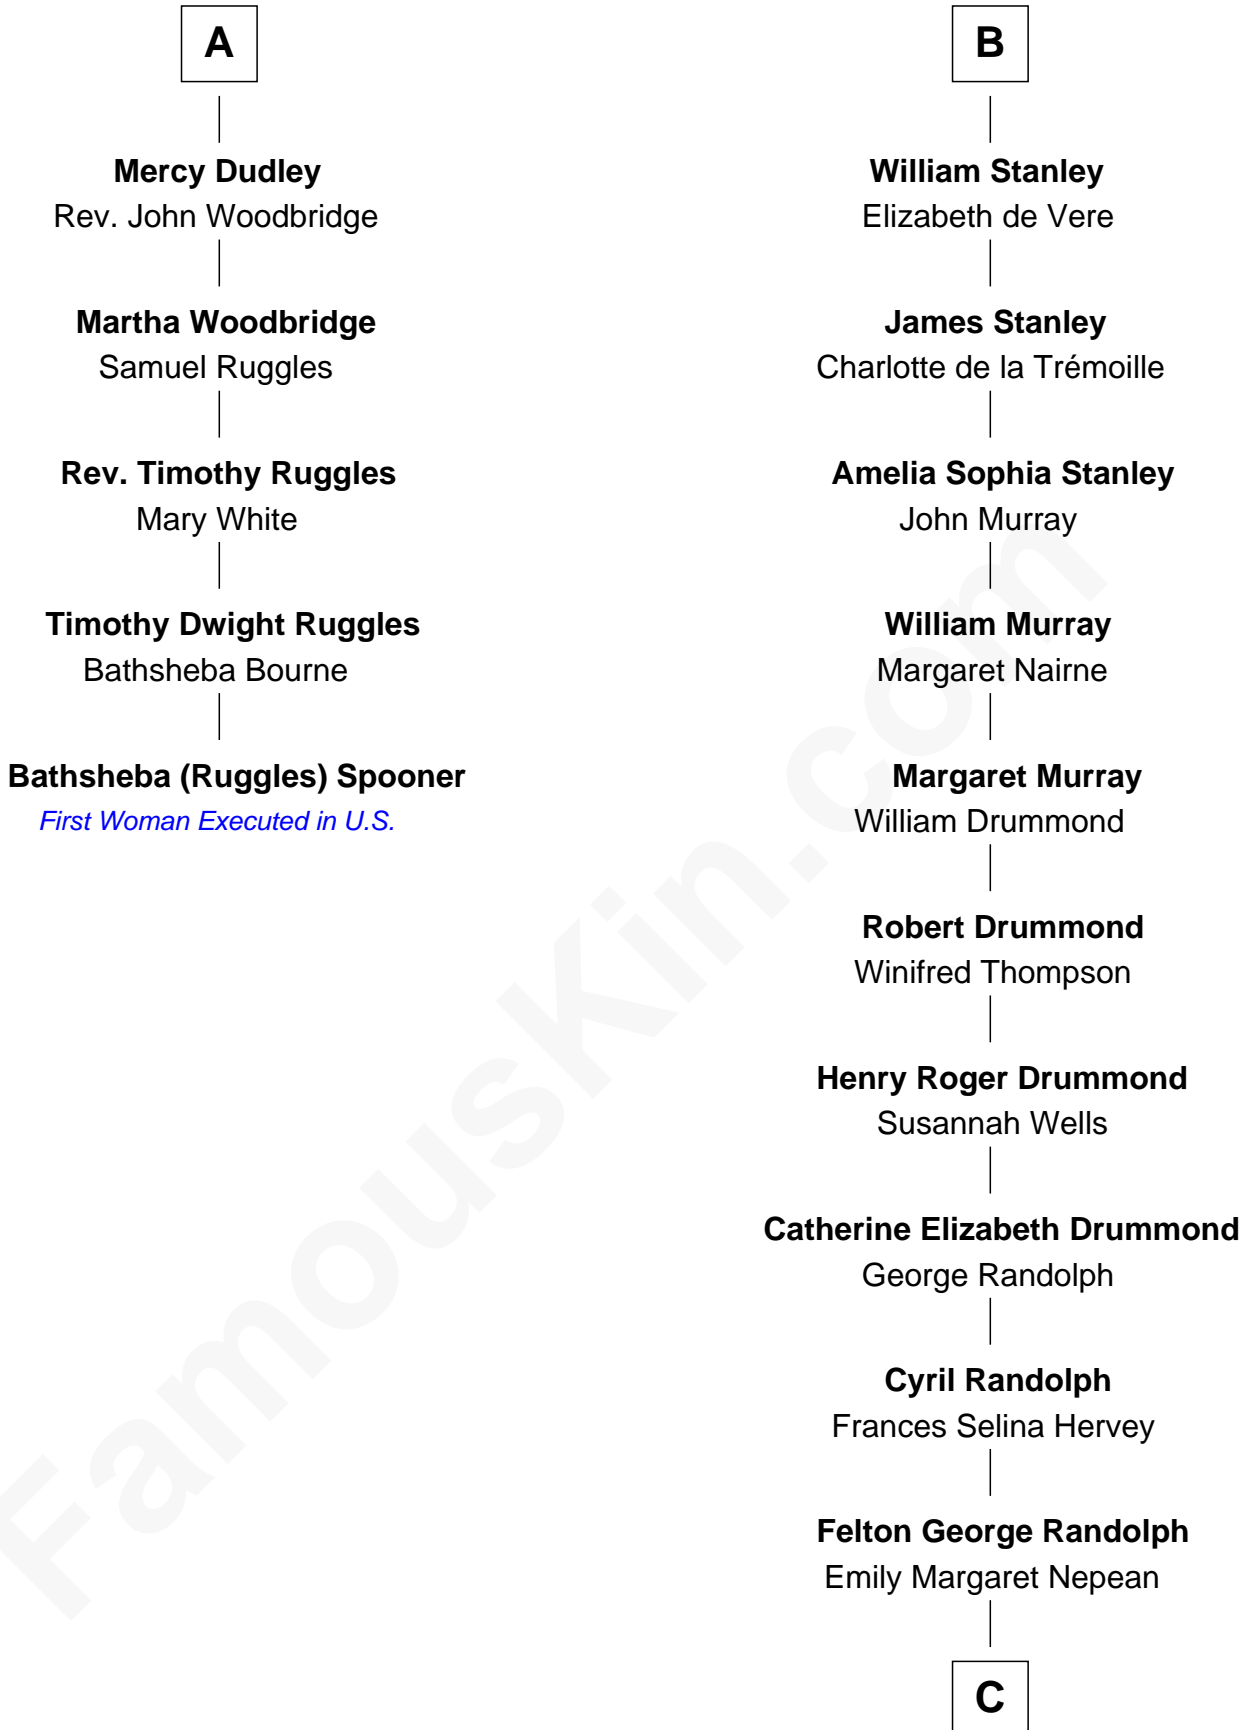 A
Mercy Dudley
Rev. John Woodbridge
Martha Woodbridge
Samuel Ruggles
Rev. Timothy Ruggles
Mary White
Timothy Dwight Ruggles
Bathsheba Bourne
Bathsheba (Ruggles) Spooner
First Woman Executed in U.S.
B
William Stanley
Elizabeth de Vere
James Stanley
Charlotte de la Trémoille
Amelia Sophia Stanley
John Murray
William Murray
Margaret Nairne
Margaret Murray
William Drummond
Robert Drummond
Winifred Thompson
Henry Roger Drummond
Susannah Wells
Catherine Elizabeth Drummond
George Randolph
Cyril Randolph
Frances Selina Hervey
Felton George Randolph
Emily Margaret Nepean
C
FamousKin.com